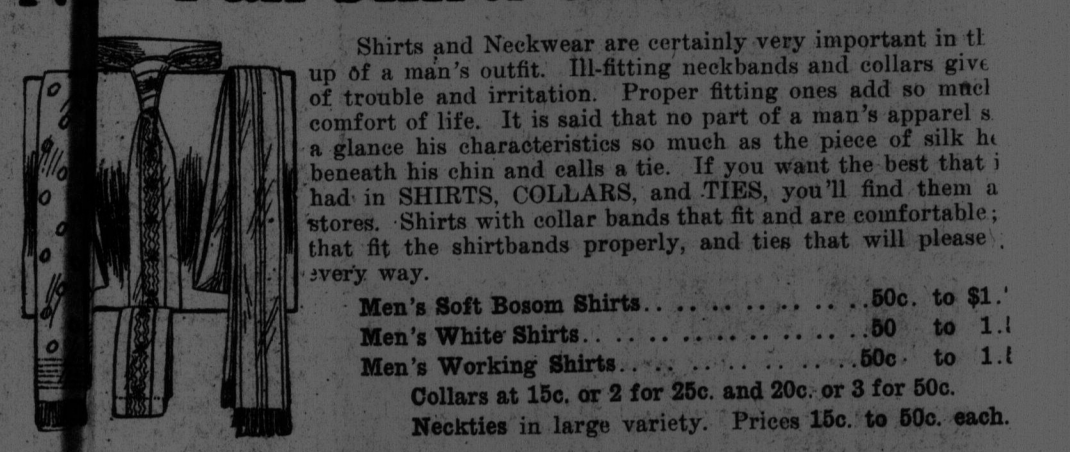 Shirts and Neckwear are certainly very important in
up of a man's outfit. Ill-fitting neckbands and collars give
of trouble and irritation. Proper fitting ones add so
comfort of life. It is said that no part of a man's apparel
a glance his characteristics so much as the piece of silk
beneath his chin and calls a tie. If you want the best that
had in SHIRTS, COLLARS, and TIES, you'll find them a
stores. Shirts with collar bands that fit and are comfortable;
that fit the shirtbands properly, and ties that will please
every way.
Men's Soft Bosom Shirts.. .. .. .. .. .. .. ..50c. to $1.
Men's White Shirts.. .. .. .. .. .. .. .. .. ..50 to 1.
Men's Working Shirts.. .. .. .. .. .. .. .. ..50c. to 1.
Collars at 15c. or 2 for 25c. and 20c. or 3 for 50c.
Neckties in large variety. Prices 15c. to 50c. each.